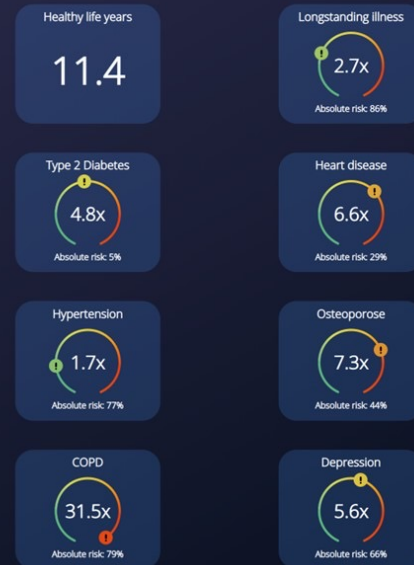 Healthy life years
11.4
Longstanding illness
2.7x
Absolute risk: 86%
Type 2 Diabetes
4.8x
Absolute risk: 5%
Heart disease
6.6x
Absolute risk: 29%
Hypertension
1.7x
Absolute risk: 77%
Osteoporose
7.3x
Absolute risk: 44%
COPD
31.5x
Absolute risk: 79%
Depression
5.6x
Absolute risk: 66%